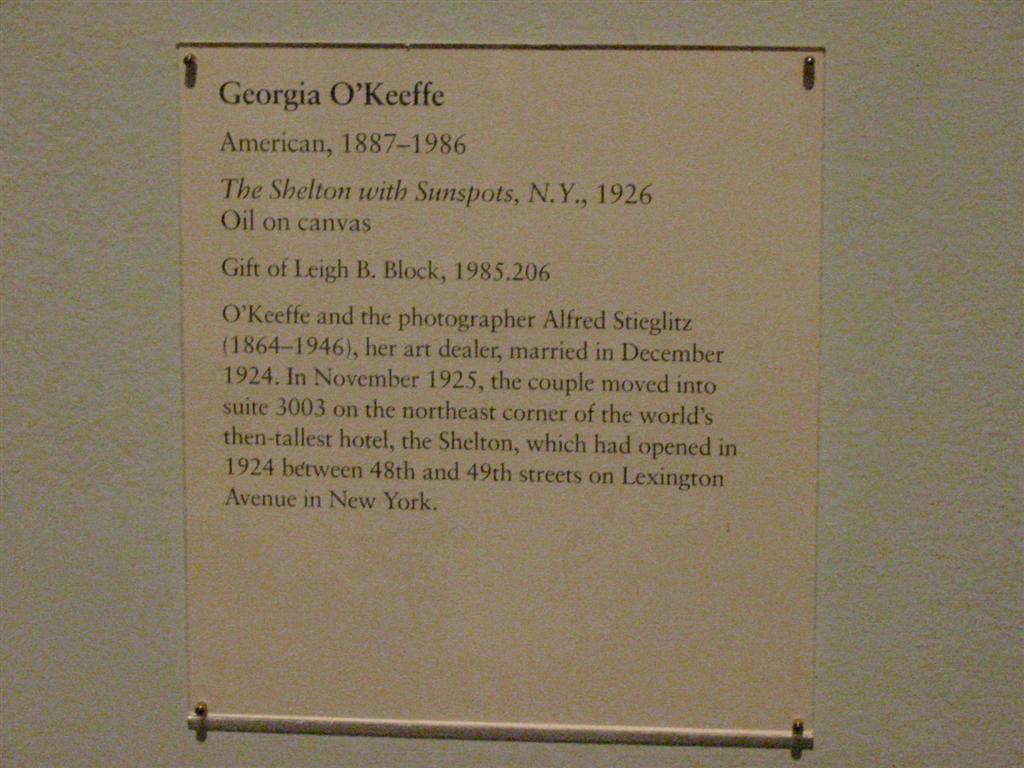 Georgia O'Keeffe
American, 1887–1986
The Shelton with Sunspots, N.Y., 1926
Oil on canvas
Gift of Leigh B. Block, 1985.206
O'Keeffe and the photographer Alfred Stieglitz
(1864–1946), her art dealer, married in December
1924. In November 1925, the couple moved into
suite 3003 on the northeast corner of the world's
then-tallest hotel, the Shelton, which had opened in
1924 between 48th and 49th streets on Lexington
Avenue in New York.